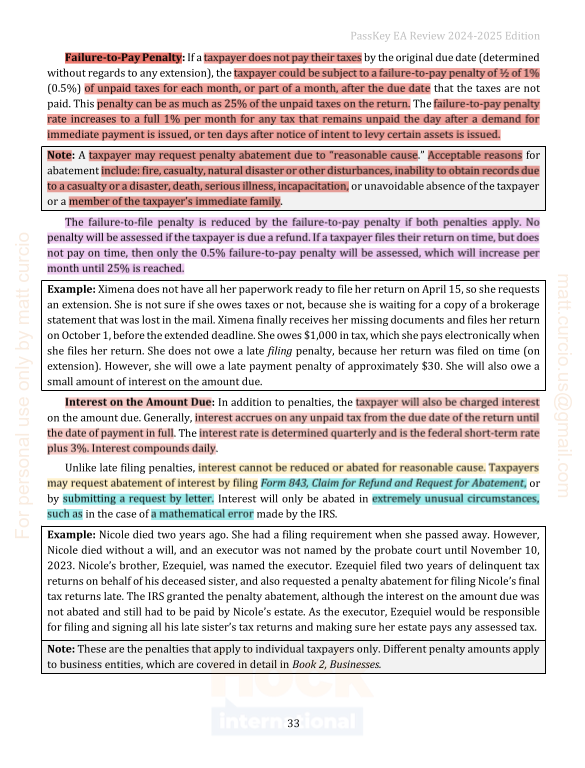 PassKey EA Review 2024-2025 Edition
Failure-to-Pay Penalty: If a taxpayer does not pay their taxes by the original due date (determined
without regards to any extension), the taxpayer could be subject to a failure-to-pay penalty of ½ of 1%
(0.5%) of unpaid taxes for each month, or part of a month, after the due date that the taxes are not
paid. This penalty can be as much as 25% of the unpaid taxes on the return. The failure-to-pay penalty
rate increases to a full 1% per month for any tax that remains unpaid the day after a demand for
immediate payment is issued, or ten days after notice of intent to levy certain assets is issued.
Note: A taxpayer may request penalty abatement due to “reasonable cause.” Acceptable reasons for
abatement include: fire, casualty, natural disaster or other disturbances, inability to obtain records due
to a casualty or a disaster, death, serious illness, incapacitation, or unavoidable absence of the taxpayer
or a member of the taxpayer's immediate family.
The failure-to-file penalty is reduced by the failure-to-pay penalty if both penalties apply. No
penalty will be assessed if the taxpayer is due a refund. If a taxpayer files their return on time, but does
not pay on time, then only the 0.5% failure-to-pay penalty will be assessed, which will increase per
month until 25% is reached.
Example: Ximena does not have all her paperwork ready to file her return on April 15, so she requests
an extension. She is not sure if she owes taxes or not, because she is waiting for a copy of a brokerage
statement that was lost in the mail. Ximena finally receives her missing documents and files her return
on October 1, before the extended deadline. She owes $1,000 in tax, which she pays electronically when
she files her return. She does not owe a late filing penalty, because her return was filed on time (on
extension). However, she will owe a late payment penalty of approximately $30. She will also owe a
small amount of interest on the amount due.
Interest on the Amount Due: In addition to penalties, the taxpayer will also be charged interest
on the amount due. Generally, interest accrues on any unpaid tax from the due date of the return until
the date of payment in full. The interest rate is determined quarterly and is the federal short-term rate
plus 3%. Interest compounds daily.
Unlike late filing penalties, interest cannot be reduced or abated for reasonable cause. Taxpayers
may request abatement of interest by filing Form 843, Claim for Refund and Request for Abatement, or
by submitting a request by letter. Interest will only be abated in extremely unusual circumstances,
such as in the case of a mathematical error made by the IRS.
Example: Nicole died two years ago. She had a filing requirement when she passed away. However,
Nicole died without a will, and an executor was not named by the probate court until November 10,
2023. Nicole's brother, Ezequiel, was named the executor. Ezequiel filed two years of delinquent tax
returns on behalf of his deceased sister, and also requested a penalty abatement for filing Nicole's final
tax returns late. The IRS granted the penalty abatement, although the interest on the amount due was
not abated and still had to be paid by Nicole's estate. As the executor, Ezequiel would be responsible
for filing and signing all his late sister's tax returns and making sure her estate pays any assessed tax.
Note: These are the penalties that apply to individual taxpayers only. Different penalty amounts apply
to business entities, which are covered in detail in Book 2, Businesses.
33
international
For personal use only by matt curcio
matt.curcio.us@gmail.com